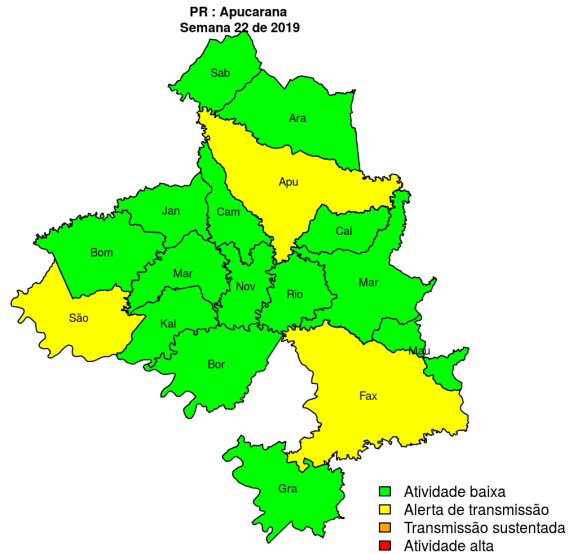 PR : Apucarana
Semana 22 de 2019
Sab
Ara
Apu
Jan
Cam
Cal
Bom
Mar
Nov
Rio
Mar
São
Kal
Mau
Bor
Fax
Gra
Atividade baixa
Alerta de transmissão
Transmissão sustentada
Atividade alta